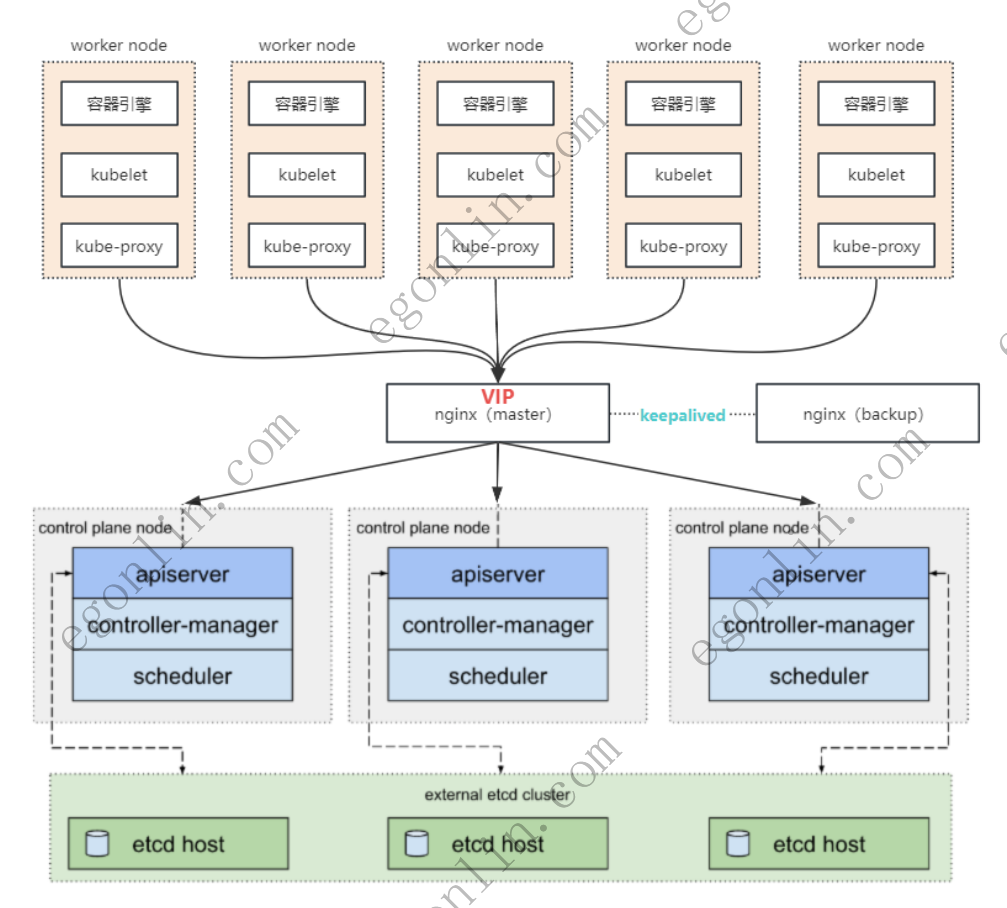 worker node
worker node
worker node
worker node
worker node
容器引擎
容器引擎
容器引擎
容器引擎
容器引擎
kubelet
kubelet
kubelet
kubelet
kubelet
kube-proxy
kube-proxy
kube-proxy
kube-proxy
kube-proxy
VIP
nginx（master）
keepalived
nginx（backup）
control plane node
control plane node
control plane node
apiserver
apiserver
apiserver
controller-manager
controller-manager
controller-manager
scheduler
scheduler
scheduler
external etcd cluster
etcd host
etcd host
etcd host
egonlin.com
egonlin.com
egonlin.com
egonlin.com